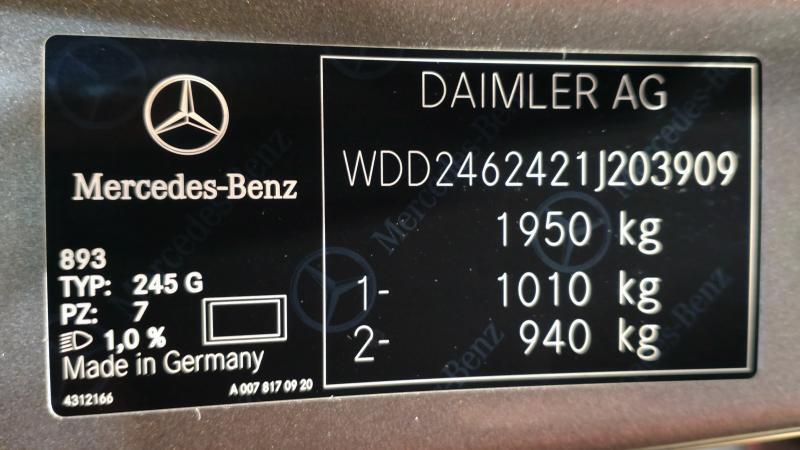 Mercedes-Benz
893
TYP: 245 G
PZ: 7
1,0 %
Made in Germany
4312166
A 007 817 09 20
DAIMLER AG
WDD2462421J203909
1950 kg
1- 1010 kg
2- 940 kg